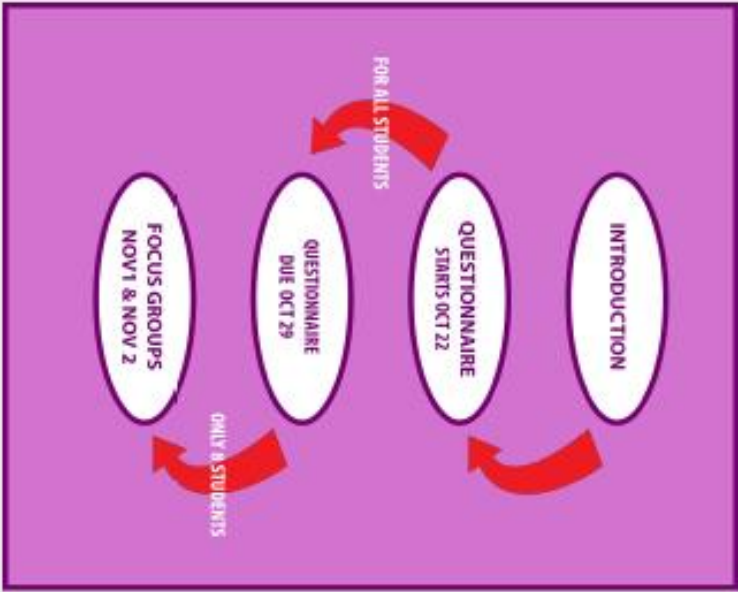 INTRODUCTION
QUESTIONNAIRE
STARTS OCT 22
FOR ALL STUDENTS
QUESTIONNAIRE
DUE OCT 29
ONLY 8 STUDENTS
FOCUS GROUPS
NOV1 & NOV 2